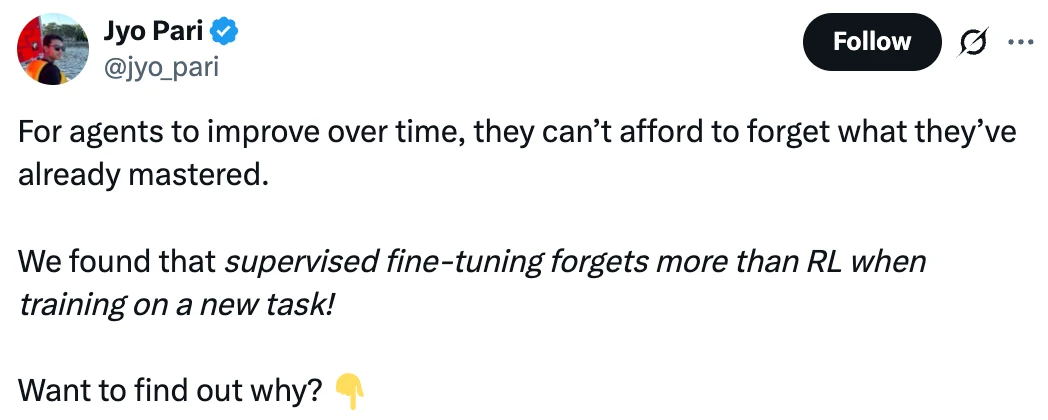 Jyo Pari
@jyo_pari
Follow
For agents to improve over time, they can’t afford to forget what they’ve
already mastered.
We found that supervised fine-tuning forgets more than RL when
training on a new task!
Want to find out why? 👇